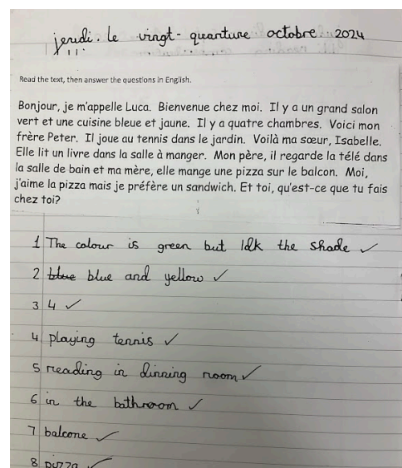 jeudi. le vingt-quanture octobre 2024
Read the text, then answer the questions in English.
Bonjour, je m'appelle Luca. Bienvenue chez moi. Il y a un grand salon
vert et une cuisine bleue et jaune. Il y a quatre chambres. Voici mon
frère Peter. Il joue au tennis dans le jardin. Voilà ma sœur, Isabelle.
Elle lit un livre dans la salle à manger. Mon père, il regarde la télé dans
la salle de bain et ma mère, elle mange une pizza sur le balcon. Moi,
j'aime la pizza mais je préfère un sandwich. Et toi, qu'est-ce que tu fais
chez toi?
1 The colour is green but Idk the shade ✓
2 blue blue and yellow ✓
3 4 ✓
4 playing tennis ✓
5 reading in dinning room ✓
6 in the bathroom ✓
7 balcone ✓
8 pizza ✓